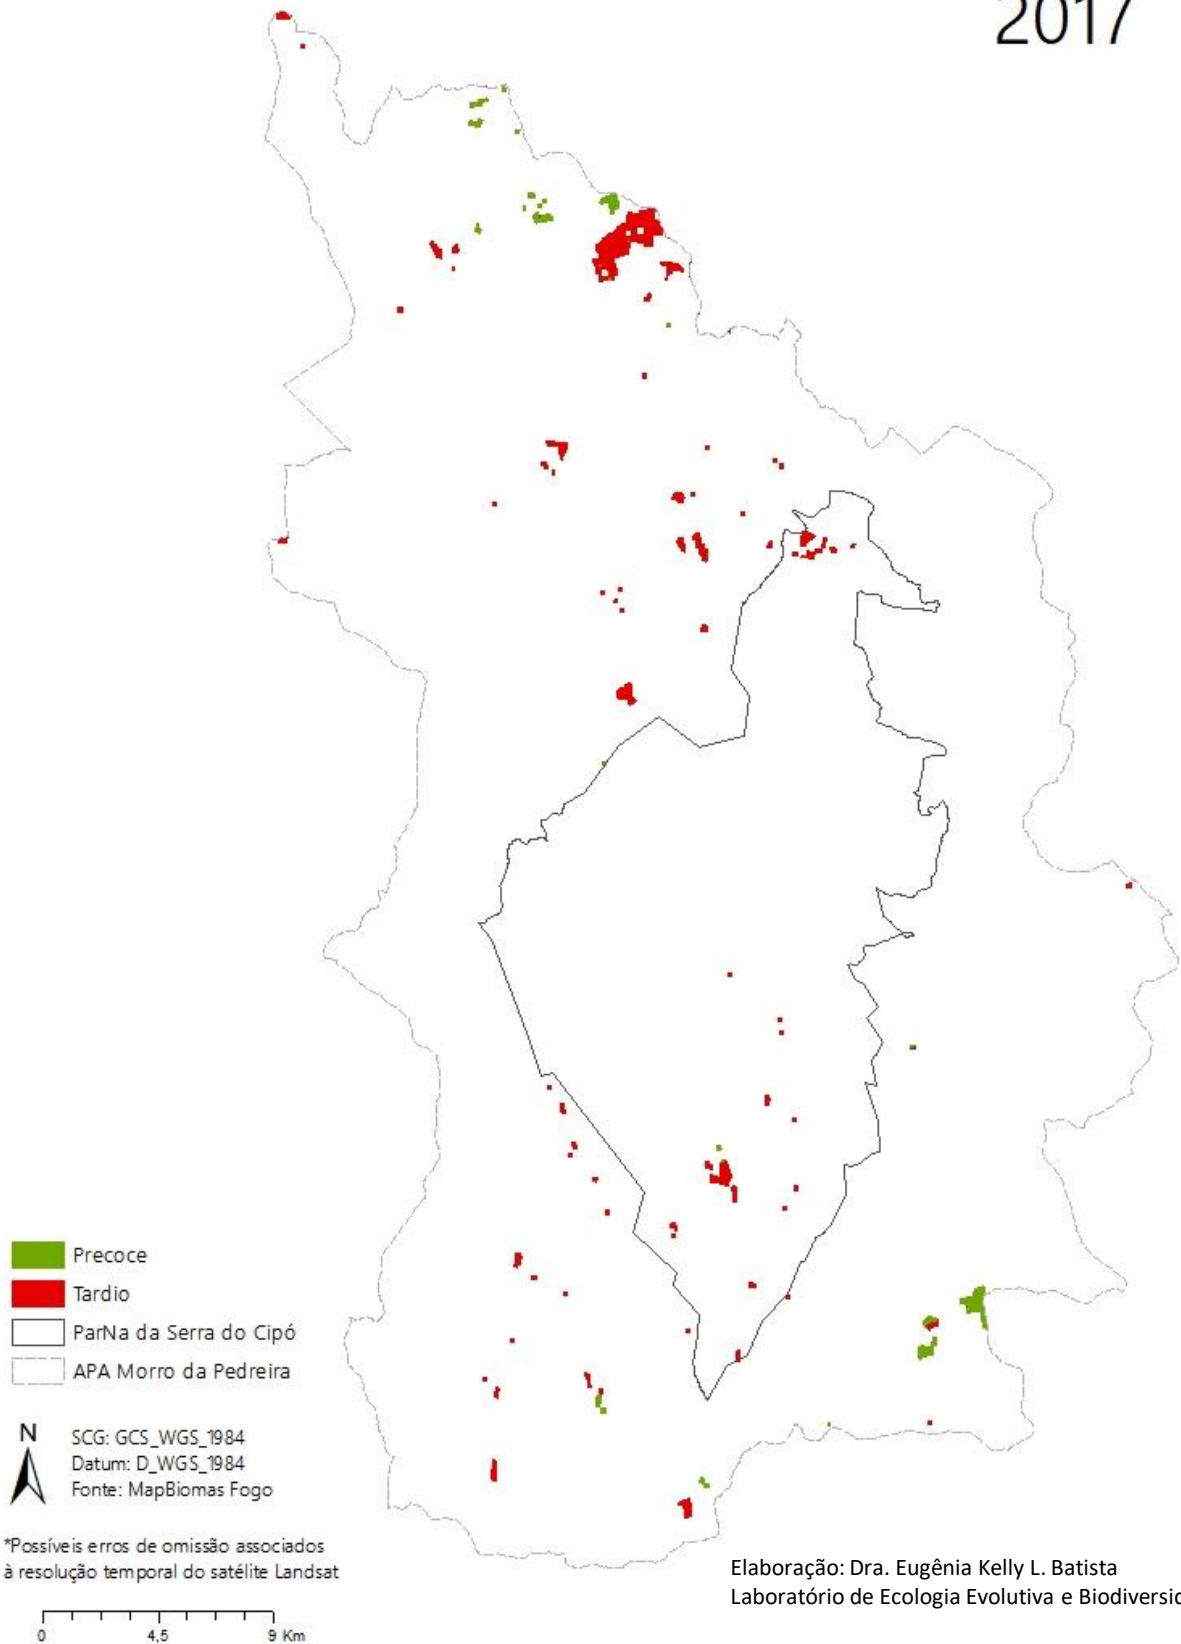 2017
Precoce
Tardio
ParNa da Serra do Cipó
APA Morro da Pedreira
N
SCG: GCS_WGS_1984
Datum: D_WGS_1984
Fonte: MapBiomas Fogo
*Possíveis erros de omissão associados
à resolução temporal do satélite Landsat
0 4,5 9 Km
Elaboração: Dra. Eugênia Kelly L. Batista
Laboratório de Ecologia Evolutiva e